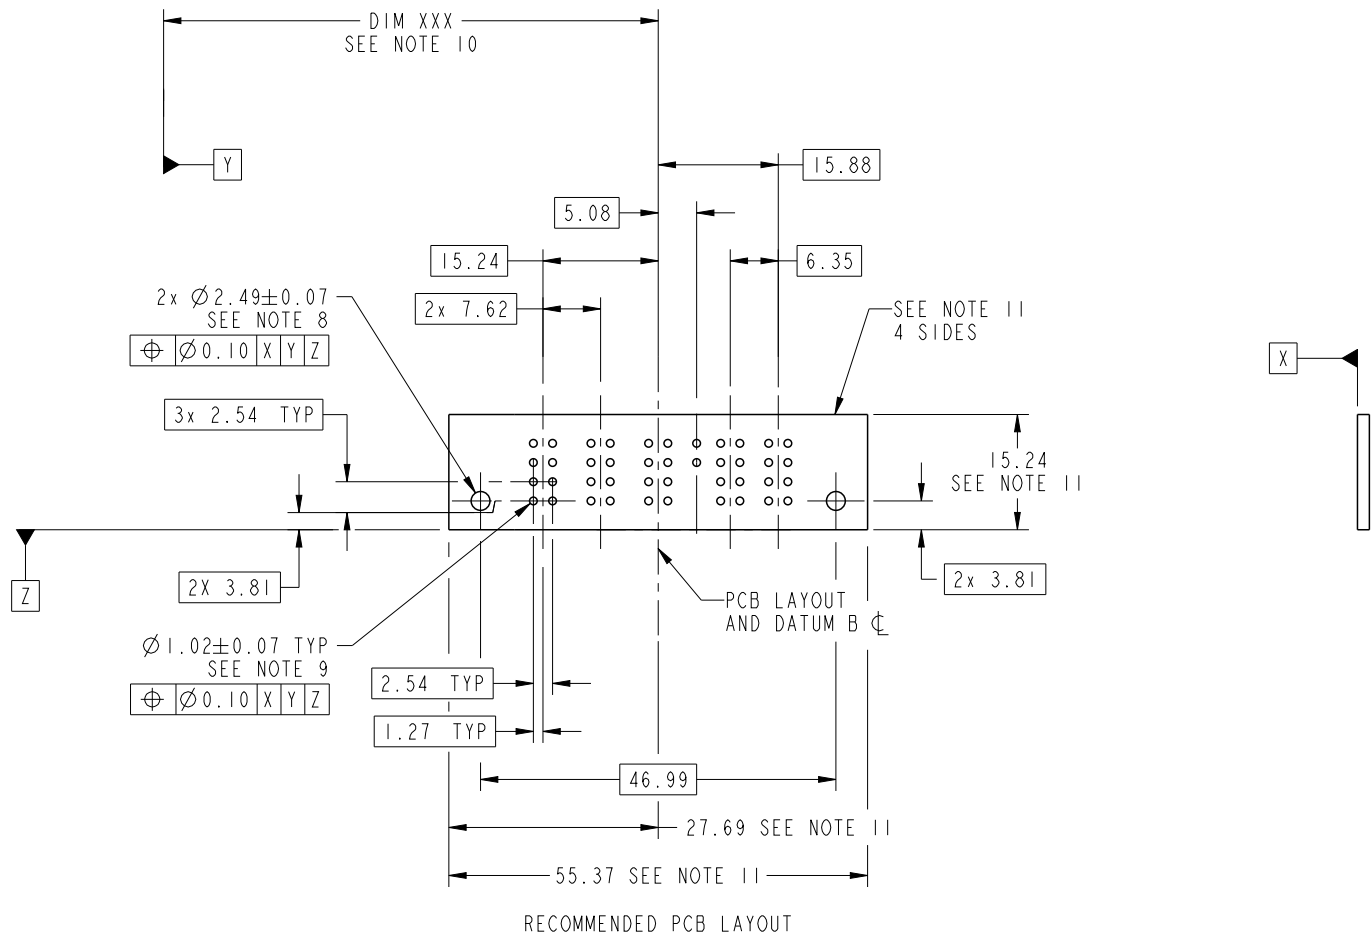 DIM XXX
SEE NOTE 10
Y
15.88
5.08
15.24
6.35
2x Ø2.49±0.07
SEE NOTE 8
⌖ Ø0.10 X Y Z
2x 7.62
SEE NOTE 11
4 SIDES
X
3x 2.54 TYP
15.24
SEE NOTE 11
Z
2X 3.81
2x 3.81
PCB LAYOUT
AND DATUM B ℄
Ø1.02±0.07 TYP
SEE NOTE 9
⌖ Ø0.10 X Y Z
2.54 TYP
1.27 TYP
46.99
27.69 SEE NOTE 11
55.37 SEE NOTE 11
RECOMMENDED PCB LAYOUT